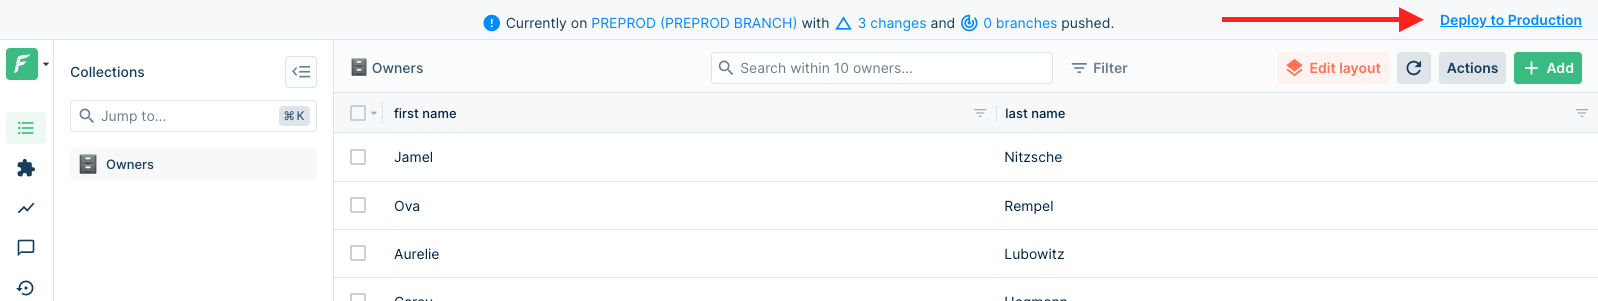 Currently on PREPROD (PREPROD BRANCH) with 3 changes and 0 branches pushed.
Deploy to Production
Collections
Jump to... ⌘K
Owners
Owners
Search within 10 owners...
Filter
Edit layout
Actions
+ Add
first name last name
Jamel Nitzsche
Ova Rempel
Aurelie Lubowitz